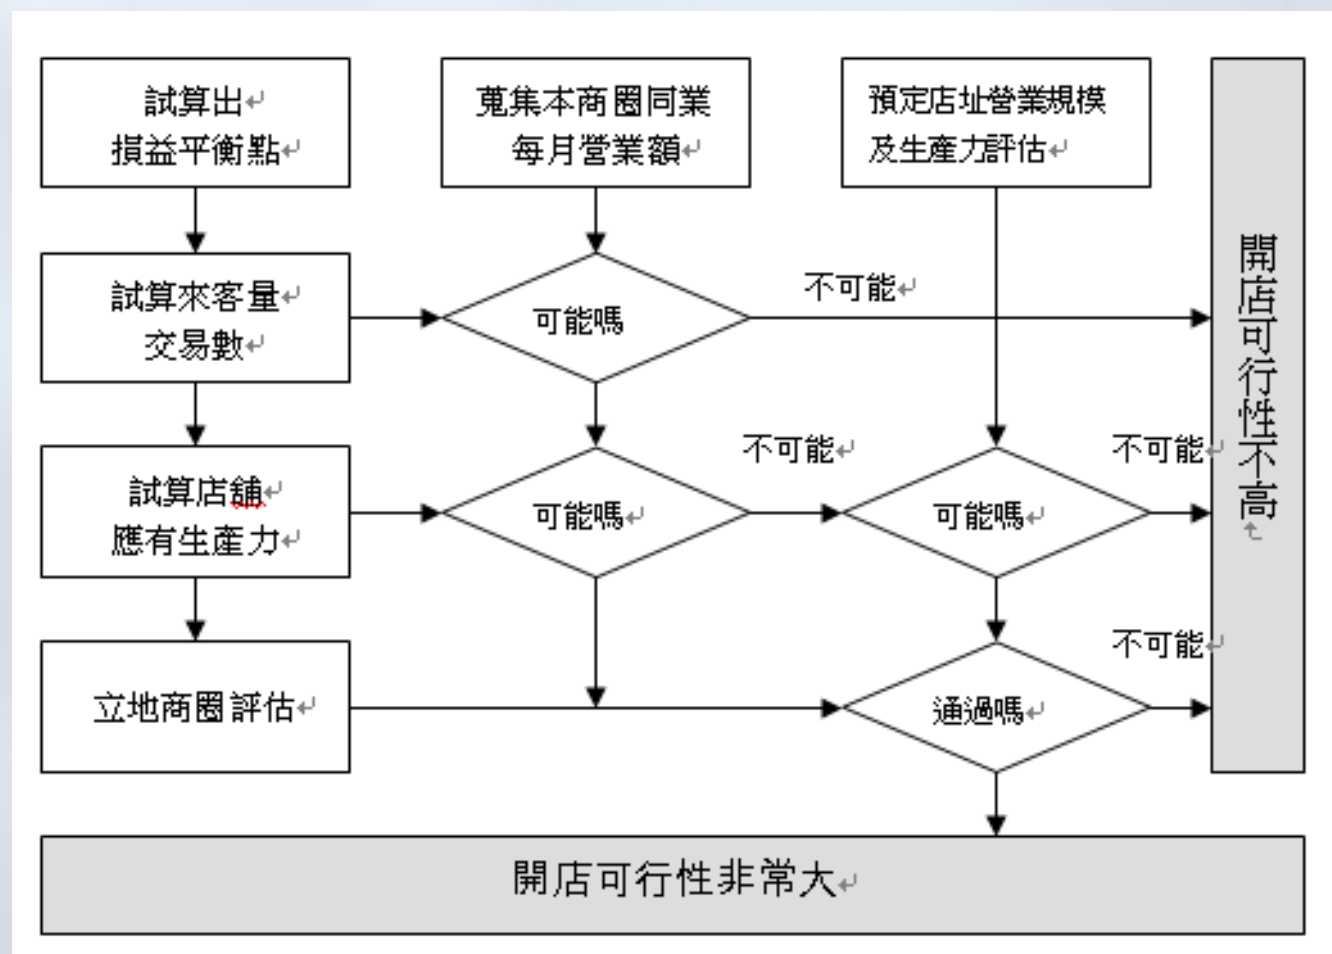 試算出
損益平衡點
蒐集本商圈同業
每月營業額
預定店址營業規模
及生產力評估
試算來客量
交易數
可能嗎
不可能
開店可行性不高
試算店舖
應有生產力
可能嗎
不可能
可能嗎
不可能
立地商圈評估
通過嗎
不可能
開店可行性非常大